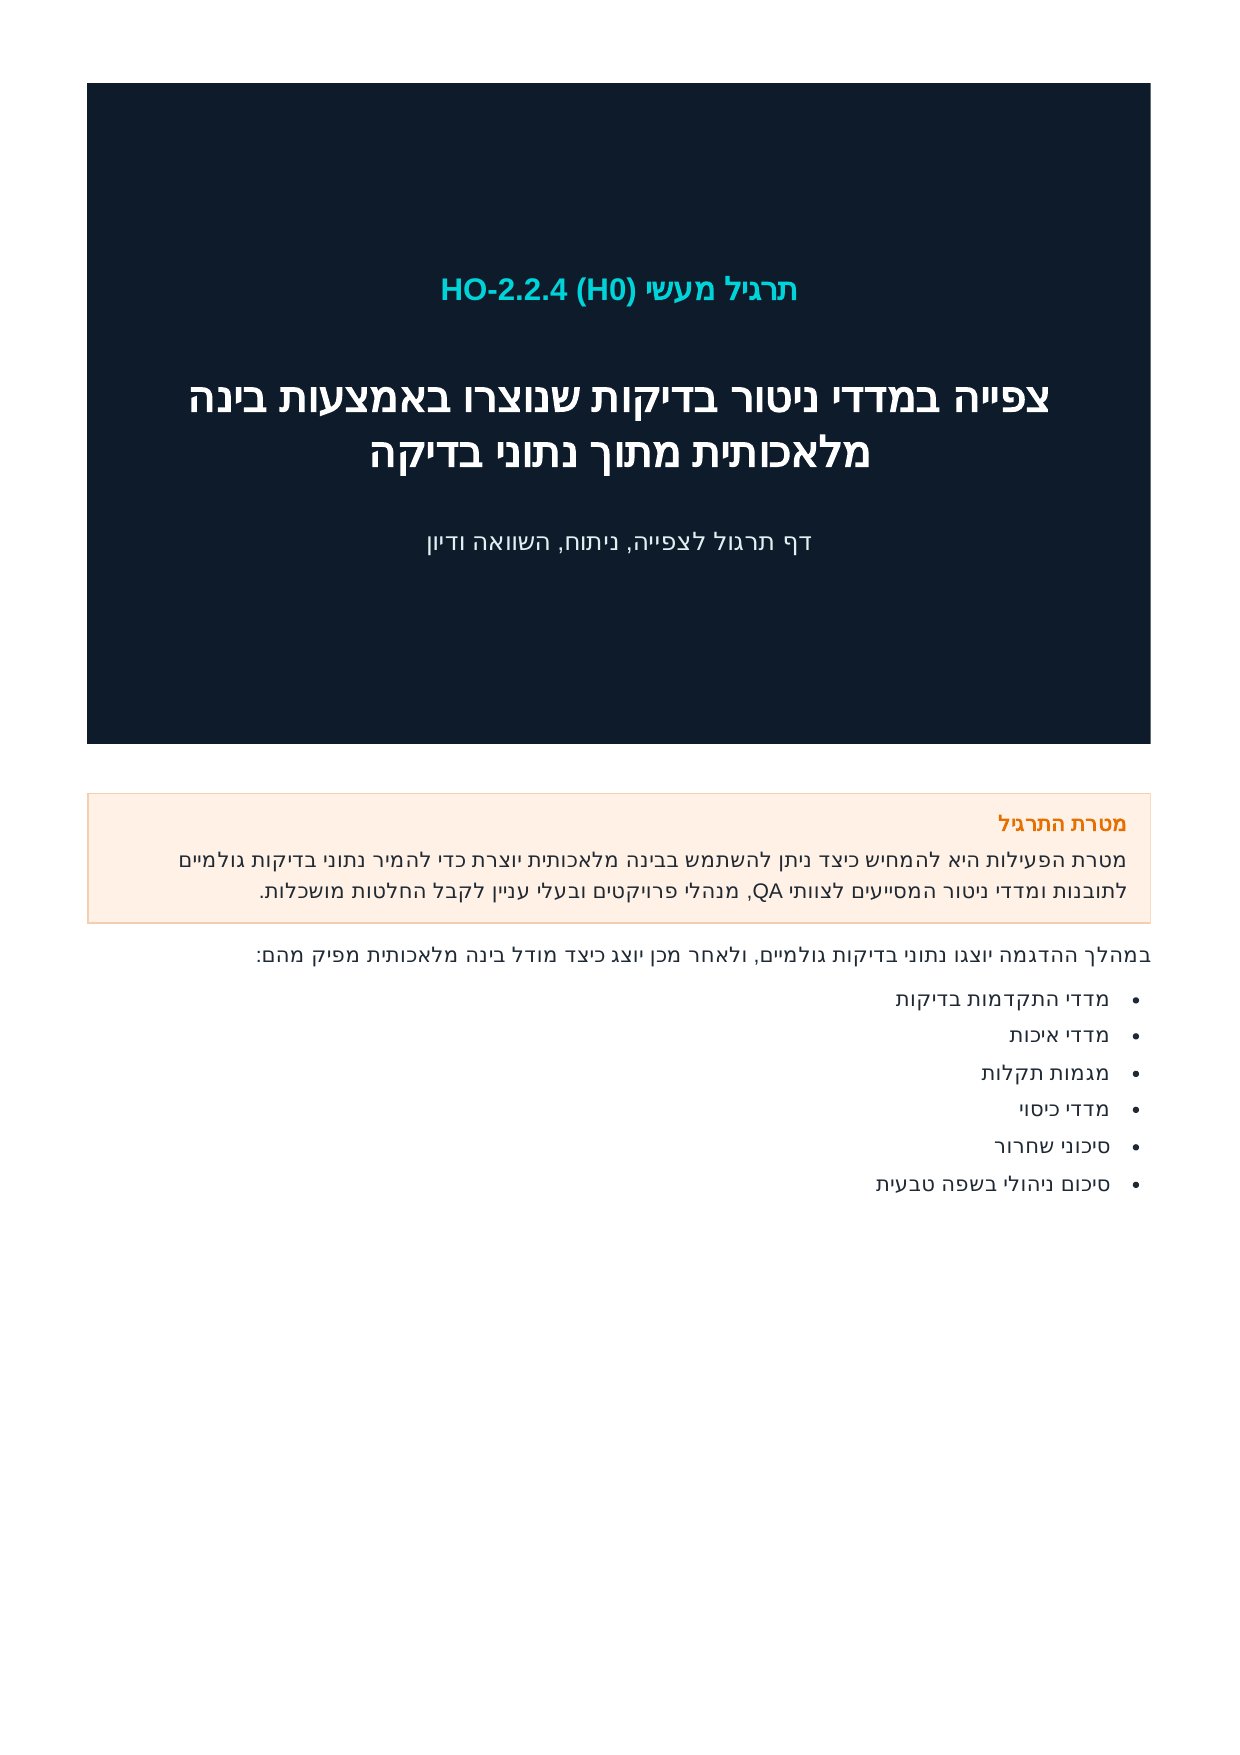 תרגיל מעשי HO-2.2.4 (H0)
צפייה במדדי ניטור בדיקות שנוצרו באמצעות בינה
מלאכותית מתוך נתוני בדיקה
דף תרגול לצפייה, ניתוח, השוואה ודיון
מטרת התרגיל
מטרת הפעילות היא להמחיש כיצד ניתן להשתמש בבינה מלאכותית יוצרת כדי להמיר נתוני בדיקות גולמיים
לתובנות ומדדי ניטור המסייעים לצוותי QA, מנהלי פרויקטים ובעלי עניין לקבל החלטות מושכלות.
במהלך ההדגמה יוצגו נתוני בדיקות גולמיים, ולאחר מכן יוצג כיצד מודל בינה מלאכותית מפיק מהם:
• מדדי התקדמות בדיקות
• מדדי איכות
• מגמות תקלות
• מדדי כיסוי
• סיכוני שחרור
• סיכום ניהולי בשפה טבעית